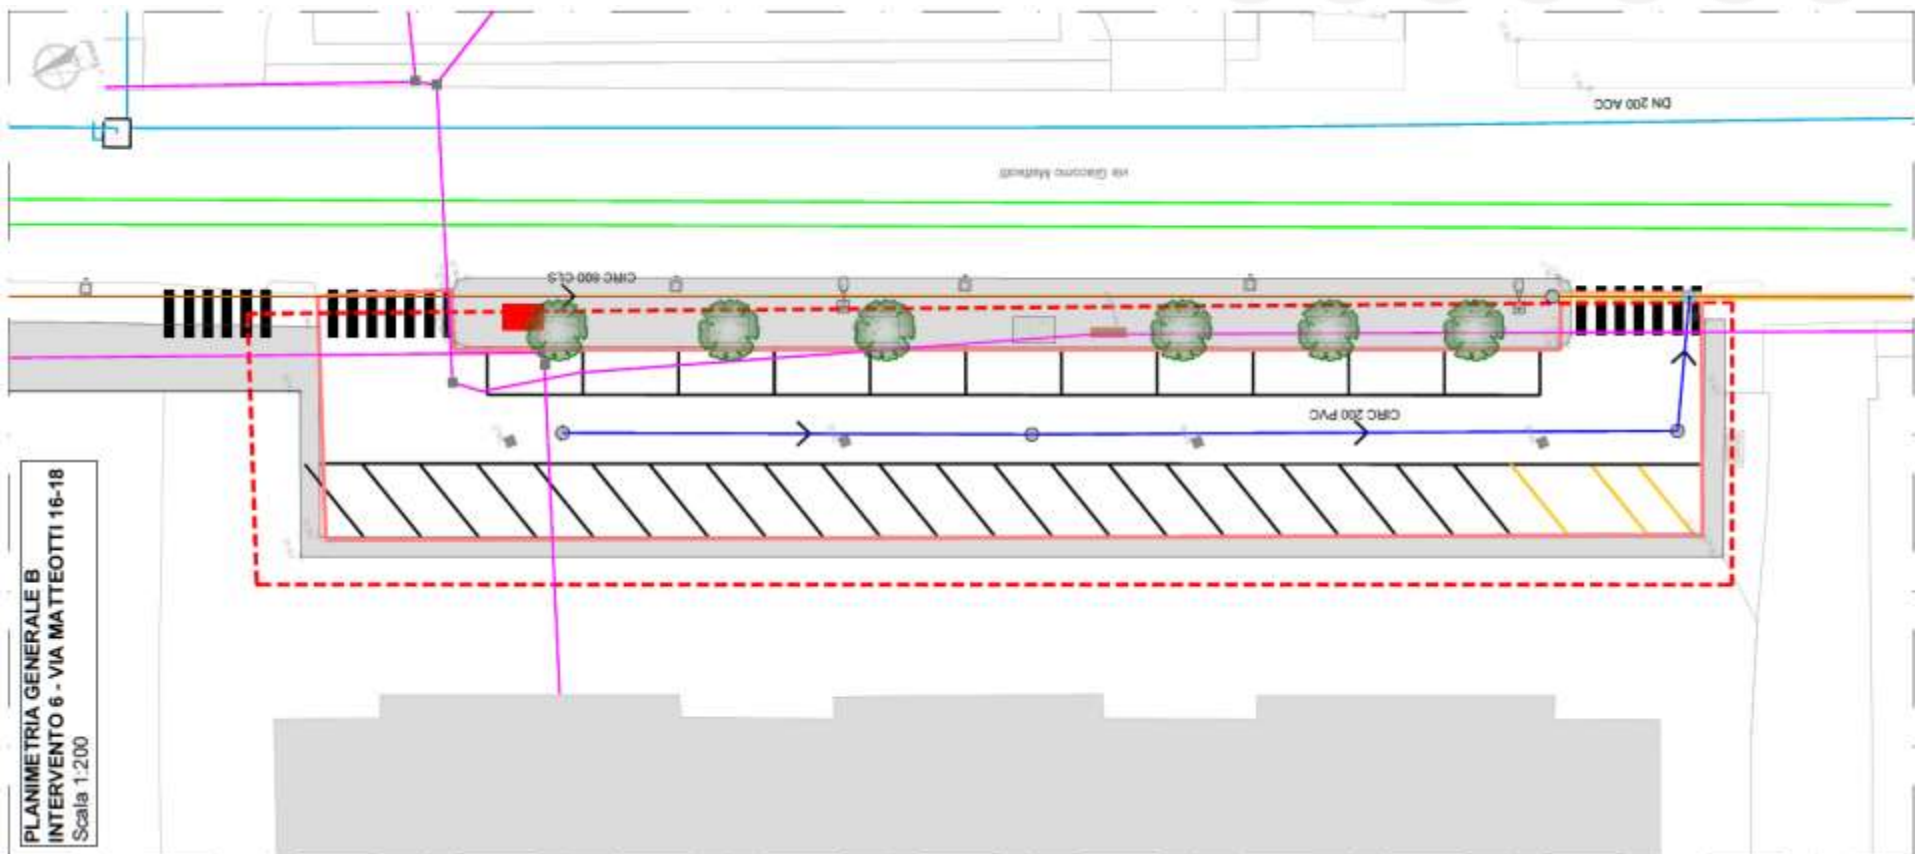 PLANIMETRIA GENERALE B
INTERVENTO 6 - VIA MATTEOTTI 16-18
Scala 1:200
DN 200 ACC
via Giacomo Matteotti
CIRC 600 CLS
CIRC 200 PVC